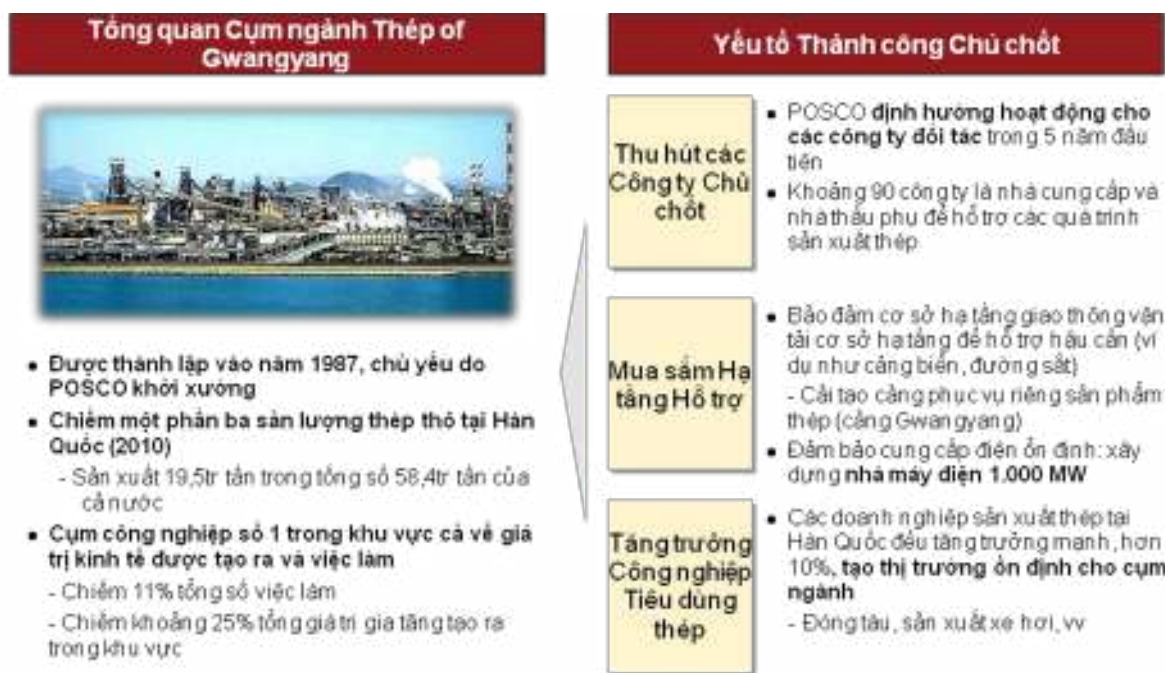 Tổng quan Cụm ngành Thép of
Gwangyang
Được thành lập vào năm 1987, chủ yếu do
POSCO khởi xướng
Chiếm một phần ba sản lượng thép thô tại Hàn
Quốc (2010)
- Sản xuất 19,5tr tấn trong tổng số 58,4tr tấn của
cả nước
Cụm công nghiệp số 1 trong khu vực cả về giá
trị kinh tế được tạo ra và việc làm
- Chiếm 11% tổng số việc làm
- Chiếm khoảng 25% tổng giá trị gia tăng tạo ra
trong khu vực
Yếu tố Thành công Chủ chốt
Thu hút các
Công ty Chủ
chốt
POSCO định hướng hoạt động cho
các công ty đối tác trong 5 năm đầu
tiên
Khoảng 90 công ty là nhà cung cấp và
nhà thầu phụ để hỗ trợ các quá trình
sản xuất thép
Mua sắm Hạ
tầng Hỗ trợ
Bảo đảm cơ sở hạ tầng giao thông vận
tải cơ sở hạ tầng để hỗ trợ hậu cần (ví
dụ như cảng biển, đường sắt)
- Cải tạo cảng phục vụ riêng sản phẩm
thép (cảng Gwangyang)
Đảm bảo cung cấp điện ổn định: xây
dựng nhà máy điện 1.000 MW
Tăng trưởng
Công nghiệp
Tiêu dùng
thép
Các doanh nghiệp sản xuất thép tại
Hàn Quốc đều tăng trưởng mạnh, hơn
10%, tạo thị trường ổn định cho cụm
ngành
- Đóng tàu, sản xuất xe hơi, vv